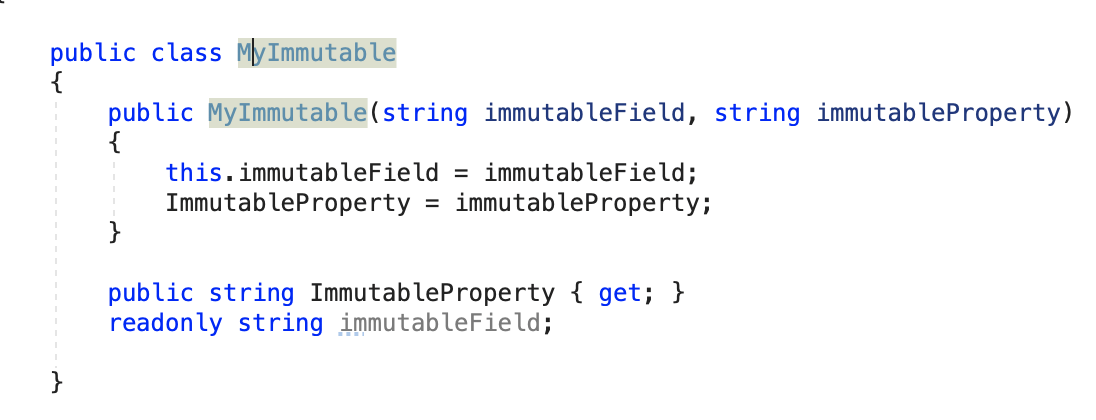 public class MyImmutable
{
public MyImmutable(string immutableField, string immutableProperty)
{
this.immutableField = immutableField;
ImmutableProperty = immutableProperty;
}
public string ImmutableProperty { get; }
readonly string immutableField;
}